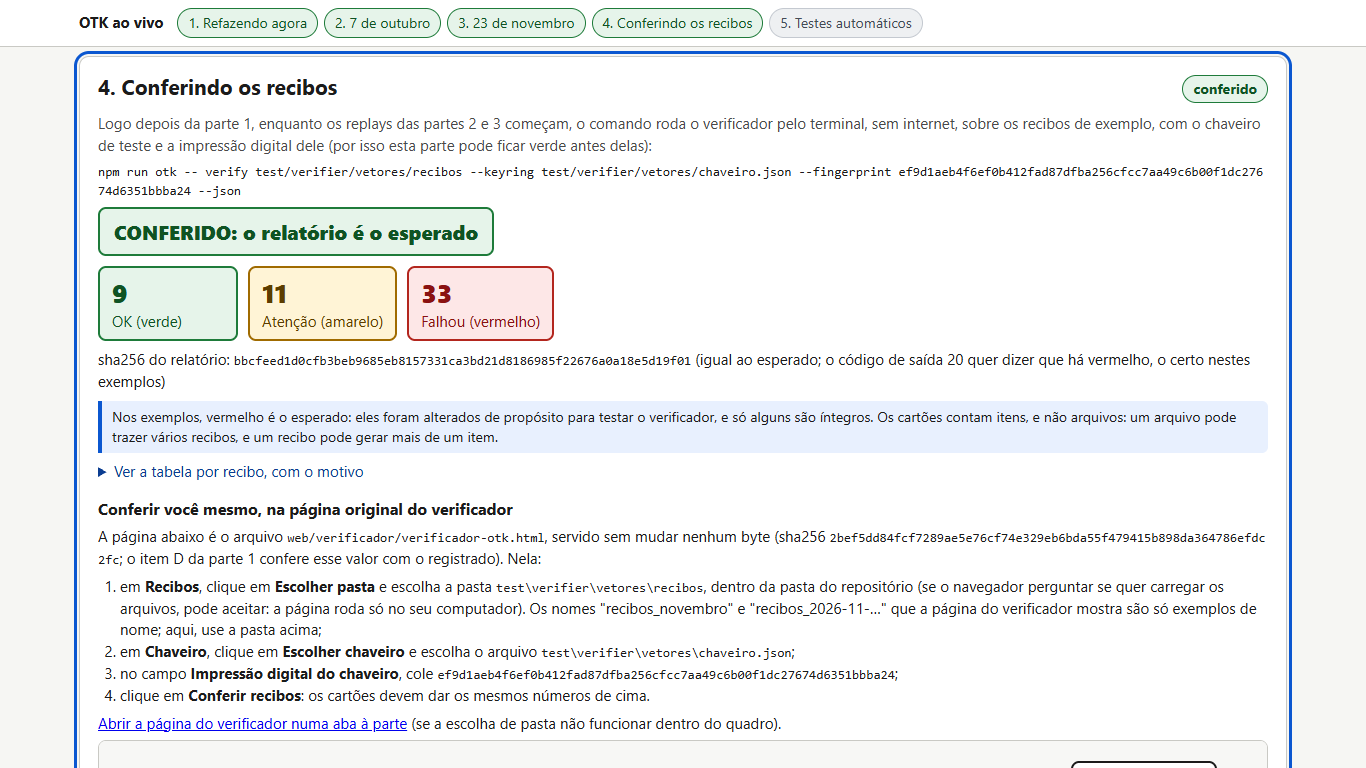 OTK ao vivo
1. Refazendo agora
2. 7 de outubro
3. 23 de novembro
4. Conferindo os recibos
5. Testes automáticos
4. Conferindo os recibos
conferido
Logo depois da parte 1, enquanto os replays das partes 2 e 3 começam, o comando roda o verificador pelo terminal, sem internet, sobre os recibos de exemplo, com o chaveiro
de teste e a impressão digital dele (por isso esta parte pode ficar verde antes delas):
npm run otk -- verify test/verifier/vetores/recibos --keyring test/verifier/vetores/chaveiro.json --fingerprint ef9d1aeb4f6ef0b412fad87dfba256cfcc7aa49c6b00f1dc276
74d6351bbba24 --json
CONFERIDO: o relatório é o esperado
9
OK (verde)
11
Atenção (amarelo)
33
Falhou (vermelho)
sha256 do relatório: bbcfeed1d0cfb3beb9685eb8157331ca3bd21d8186985f22676a0a18e5d19f01 (igual ao esperado; o código de saída 20 quer dizer que há vermelho, o certo nestes
exemplos)
Nos exemplos, vermelho é o esperado: eles foram alterados de propósito para testar o verificador, e só alguns são íntegros. Os cartões contam itens, e não arquivos: um arquivo pode
trazer vários recibos, e um recibo pode gerar mais de um item.
Ver a tabela por recibo, com o motivo
Conferir você mesmo, na página original do verificador
A página abaixo é o arquivo web/verificador/verificador-otk.html, servido sem mudar nenhum byte (sha256 2bef5dd84fcf7289ae5e76cf74e329eb6bda55f479415b898da364786efdc
2fc; o item D da parte 1 confere esse valor com o registrado). Nela:
1. em Recibos, clique em Escolher pasta e escolha a pasta test\verifier\vetores\recibos, dentro da pasta do repositório (se o navegador perguntar se quer carregar os
arquivos, pode aceitar: a página roda só no seu computador). Os nomes "recibos_novembro" e "recibos_2026-11-…" que a página do verificador mostra são só exemplos de
nome; aqui, use a pasta acima;
2. em Chaveiro, clique em Escolher chaveiro e escolha o arquivo test\verifier\vetores\chaveiro.json;
3. no campo Impressão digital do chaveiro, cole ef9d1aeb4f6ef0b412fad87dfba256cfcc7aa49c6b00f1dc27674d6351bbba24;
4. clique em Conferir recibos: os cartões devem dar os mesmos números de cima.
Abrir a página do verificador numa aba à parte (se a escolha de pasta não funcionar dentro do quadro).